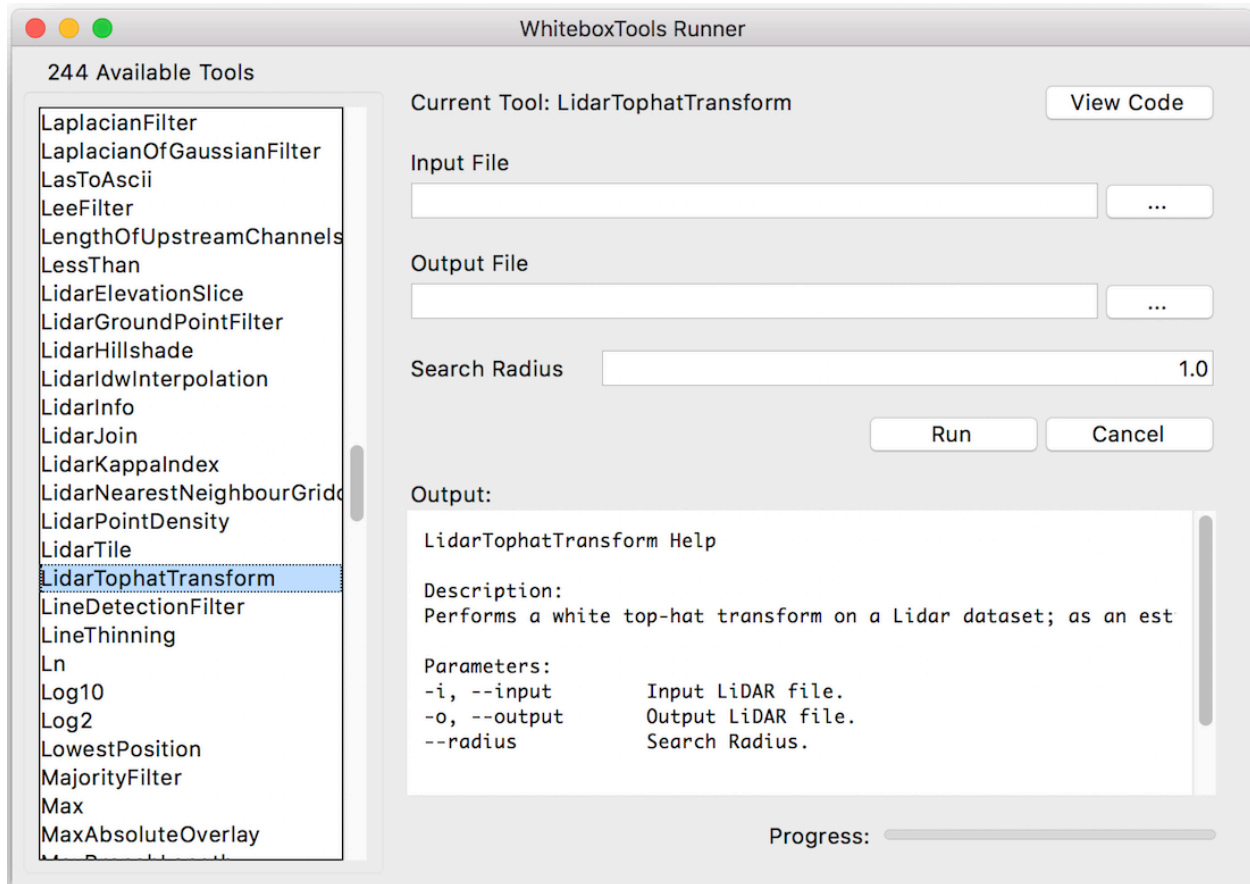 WhiteboxTools Runner
244 Available Tools
LaplacianFilter
LaplacianOfGaussianFilter
LasToAscii
LeeFilter
LengthOfUpstreamChannels
LessThan
LidarElevationSlice
LidarGroundPointFilter
LidarHillshade
LidarIdwInterpolation
LidarInfo
LidarJoin
LidarKappaIndex
LidarNearestNeighbourGridd
LidarPointDensity
LidarTile
LidarTophatTransform
LineDetectionFilter
LineThinning
Ln
Log10
Log2
LowestPosition
MajorityFilter
Max
MaxAbsoluteOverlay
Current Tool: LidarTophatTransform
View Code
Input File
...
Output File
...
Search Radius 1.0
Run Cancel
Output:
LidarTophatTransform Help
Description:
Performs a white top-hat transform on a Lidar dataset; as an est
Parameters:
-i, --input Input LiDAR file.
-o, --output Output LiDAR file.
--radius Search Radius.
Progress: